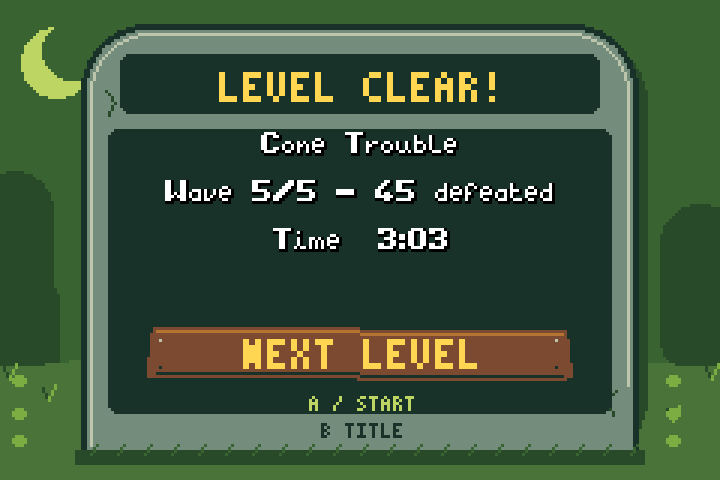 LEVEL CLEAR!
Cone Trouble
Wave 5/5 - 45 defeated
Time 3:03
NEXT LEVEL
A / START
B TITLE